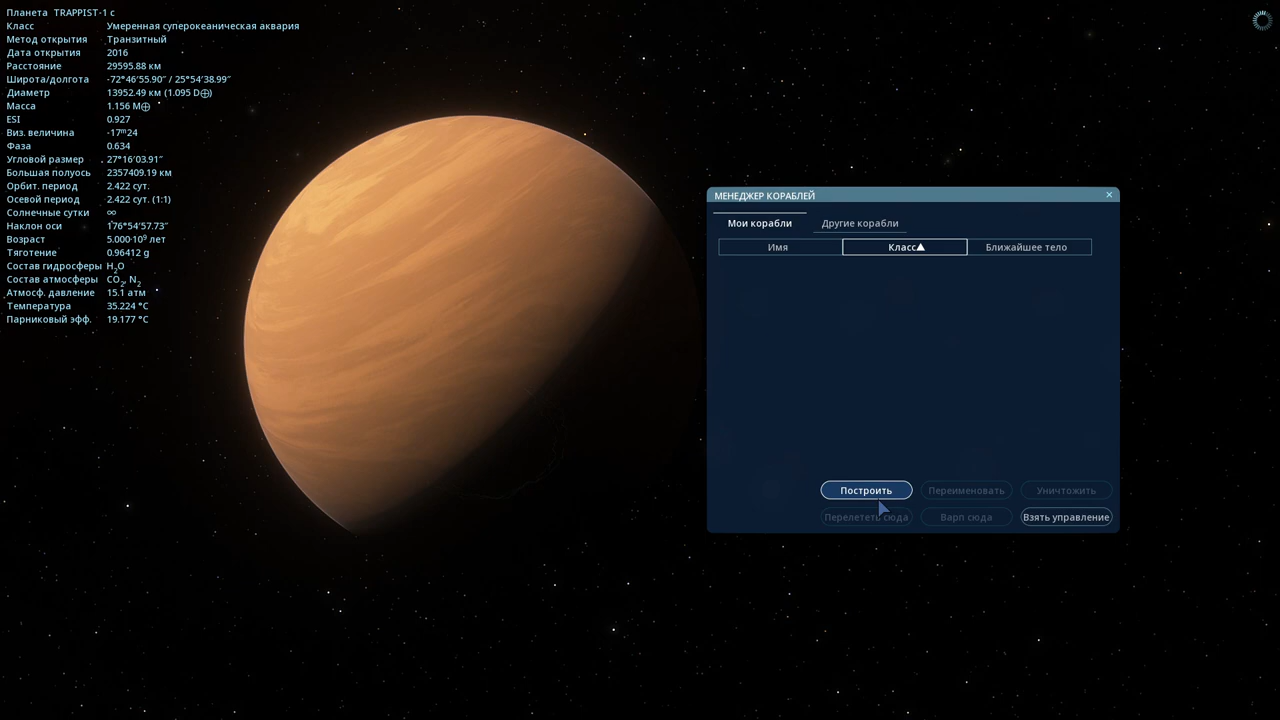 Планета TRAPPIST-1 c
Класс Умеренная суперокеаническая аквария
Метод открытия Транзитный
Дата открытия 2016
Расстояние 29595.88 км
Широта/долгота -72°46′55.90″ / 25°54′38.99″
Диаметр 13952.49 км (1.095 D⊕)
Масса 1.156 M⊕
ESI 0.927
Виз. величина -17ᵐ24
Фаза 0.634
Угловой размер 27°16′03.91″
Большая полуось 2357409.19 км
Орбит. период 2.422 сут.
Осевой период 2.422 сут. (1:1)
Солнечные сутки ∞
Наклон оси 176°54′57.73″
Возраст 5.000·10⁹ лет
Тяготение 0.96412 g
Состав гидросферы H₂O
Состав атмосферы CO₂, N₂
Атмосф. давление 15.1 атм
Температура 35.224 °C
Парниковый эфф. 19.177 °C
МЕНЕДЖЕР КОРАБЛЕЙ
Мои корабли Другие корабли
Имя Класс▲ Ближайшее тело
Построить Переименовать Уничтожить
Перелететь сюда Варп сюда Взять управление